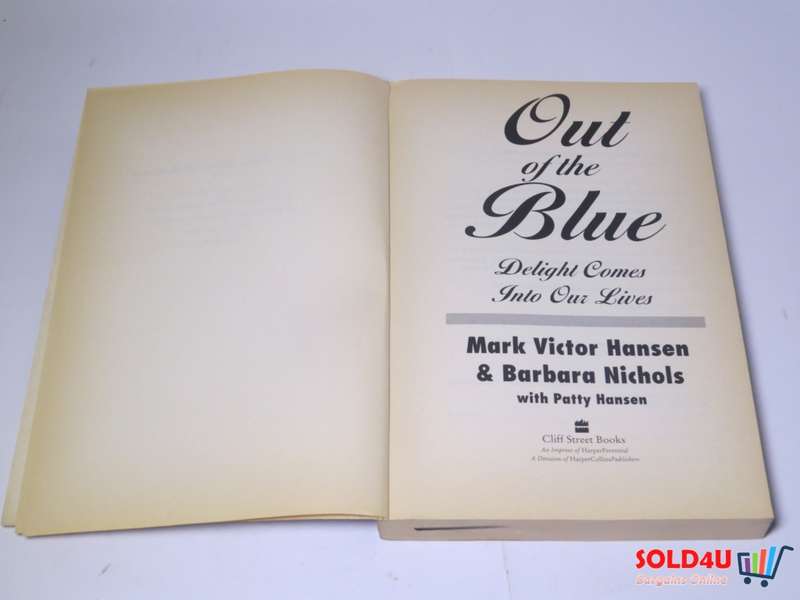 Out
of the
Blue
Delight Comes
Into Our Lives
Mark Victor Hansen
& Barbara Nichols
with Patty Hansen
Cliff Street Books
An Imprint of HarperPerennial
A Division of HarperCollinsPublishers
SOLD4U
Bargains Online